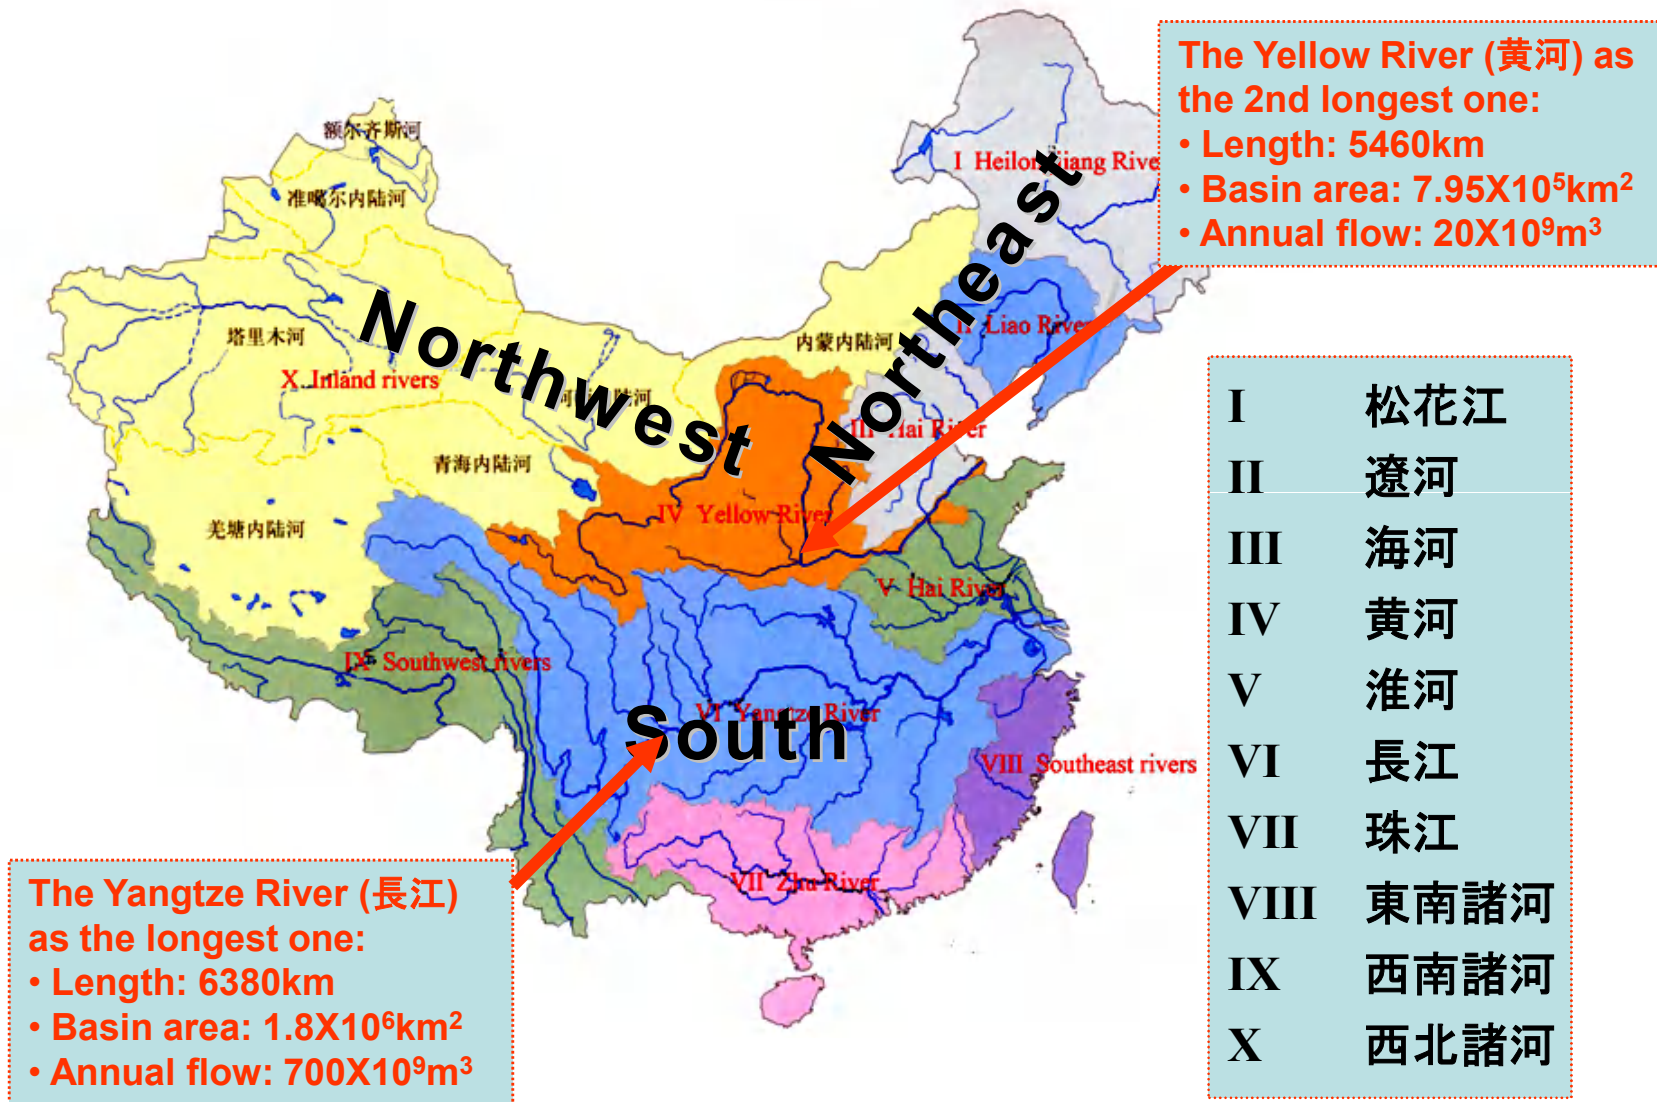 The Yellow River (黄河) as
the 2nd longest one:
• Length: 5460km
• Basin area: 7.95X10⁵km²
• Annual flow: 20X10⁹m³
额尔齐斯河
准噶尔内陆河
I Heilongjiang River
Northeast
塔里木河
Northwest
内蒙内陆河
II Liao River
X Inland rivers
III Hai River
青海内陆河
IV Yellow River
羌塘内陆河
V Hai River
IX Southwest rivers
VI Yangtze River
South
VIII Southeast rivers
VII Zhu River
I 松花江
II 遼河
III 海河
IV 黄河
V 淮河
VI 長江
VII 珠江
VIII 東南諸河
IX 西南諸河
X 西北諸河
The Yangtze River (長江)
as the longest one:
• Length: 6380km
• Basin area: 1.8X10⁶km²
• Annual flow: 700X10⁹m³